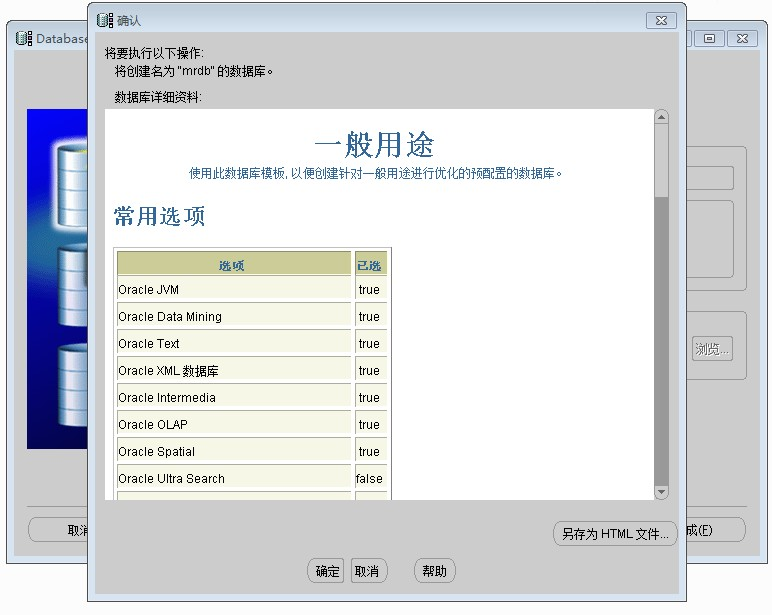 确认
Database
将要执行以下操作:
将创建名为"mrdb"的数据库。
数据库详细资料:
一般用途
使用此数据库模板, 以便创建针对一般用途进行优化的预配置的数据库。
常用选项
选项 已选
Oracle JVM true
Oracle Data Mining true
Oracle Text true
Oracle XML 数据库 true
Oracle Intermedia true
Oracle OLAP true
Oracle Spatial true
Oracle Ultra Search false
浏览...
另存为 HTML 文件...
取消
成(F)
确定 取消 帮助